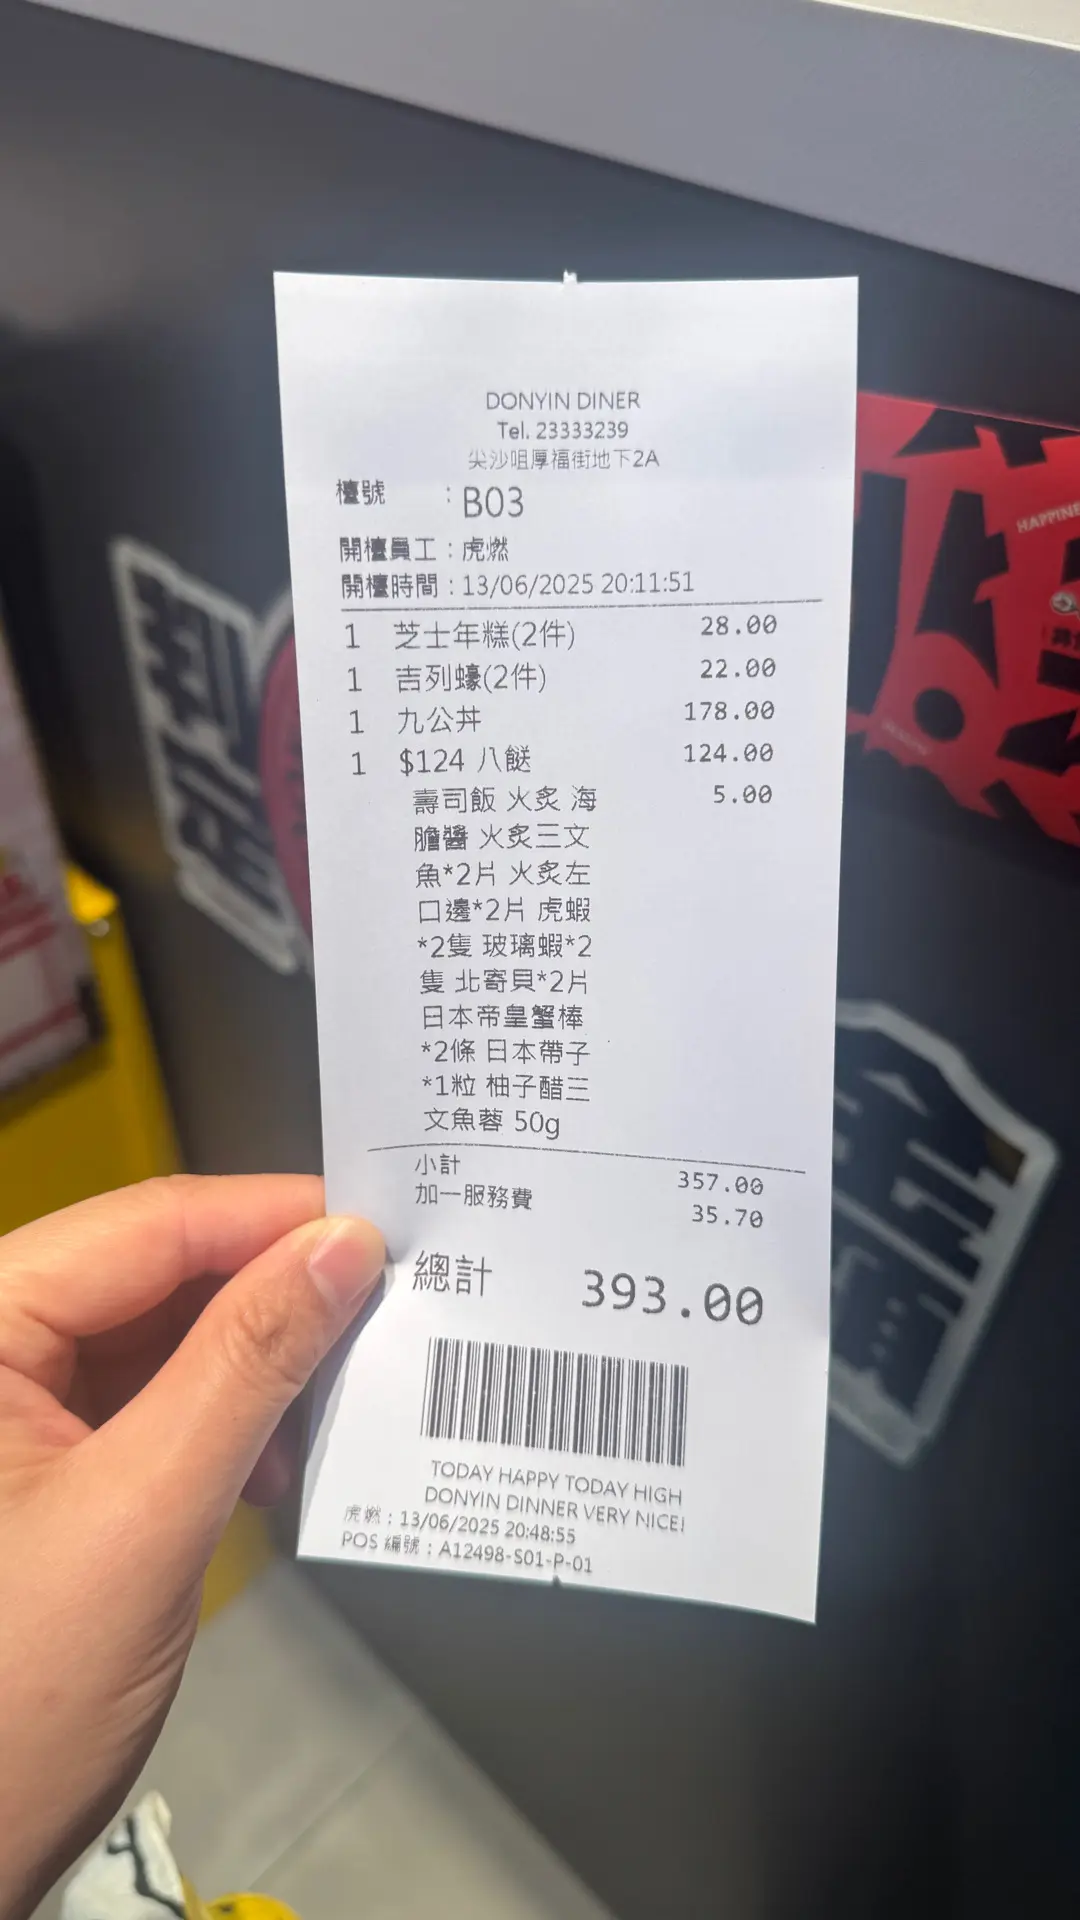 DONYIN DINER
Tel. 23333239
尖沙咀厚福街地下2A
檯號 : B03
開檯員工 : 虎燃
開檯時間 : 13/06/2025 20:11:51
1 芝士年糕(2件) 28.00
1 吉列蠔(2件) 22.00
1 九公丼 178.00
1 $124 八餸 124.00
壽司飯 火炙 海 5.00
膽醬 火炙三文
魚*2片 火炙左
口邊*2片 虎蝦
*2隻 玻璃蝦*2
隻 北寄貝*2片
日本帝皇蟹棒
*2條 日本帶子
*1粒 柚子醋三
文魚蓉 50g
小計 357.00
加一服務費 35.70
總計 393.00
TODAY HAPPY TODAY HIGH
DONYIN DINNER VERY NICE!
虎燃 : 13/06/2025 20:48:55
POS 編號 : A12498-S01-P-01
HAPPINE